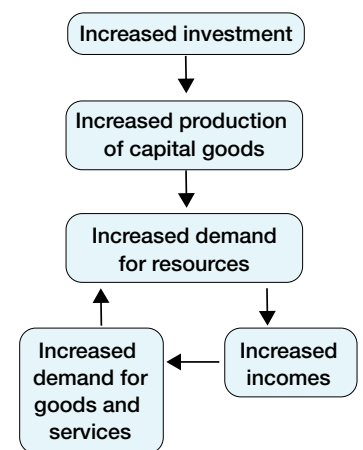 Increased investment
Increased production
of capital goods
Increased demand
for resources
Increased
incomes
Increased
demand for
goods and
services